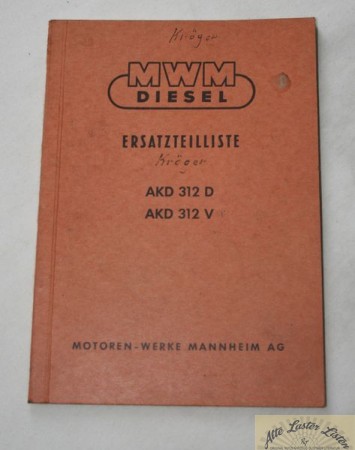 Kröger
MWM
DIESEL
ERSATZTEILLISTE
Kröger
AKD 312 D
AKD 312 V
MOTOREN-WERKE MANNHEIM AG
Alte Laster Listen